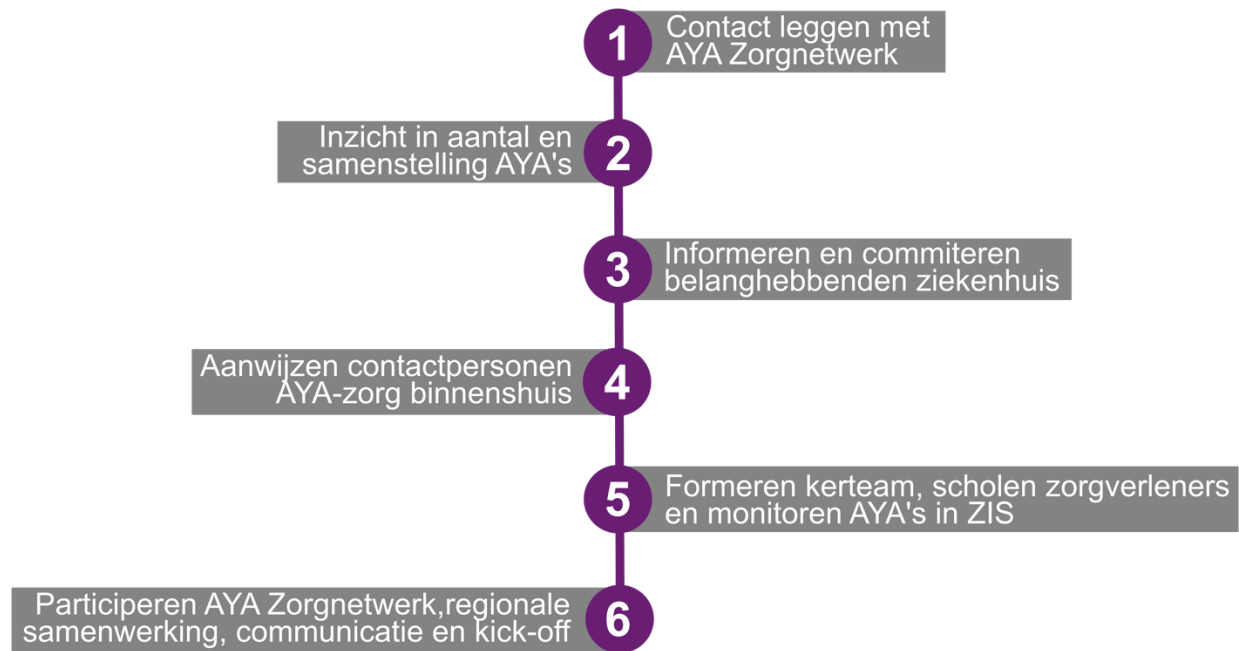 1
Contact leggen met
AYA Zorgnetwerk
Inzicht in aantal en
samenstelling AYA's
2
3
Informeren en commiteren
belanghebbenden ziekenhuis
Aanwijzen contactpersonen
AYA-zorg binnenshuis
4
5
Formeren kerteam, scholen zorgverleners
en monitoren AYA's in ZIS
Participeren AYA Zorgnetwerk,regionale
samenwerking, communicatie en kick-off
6